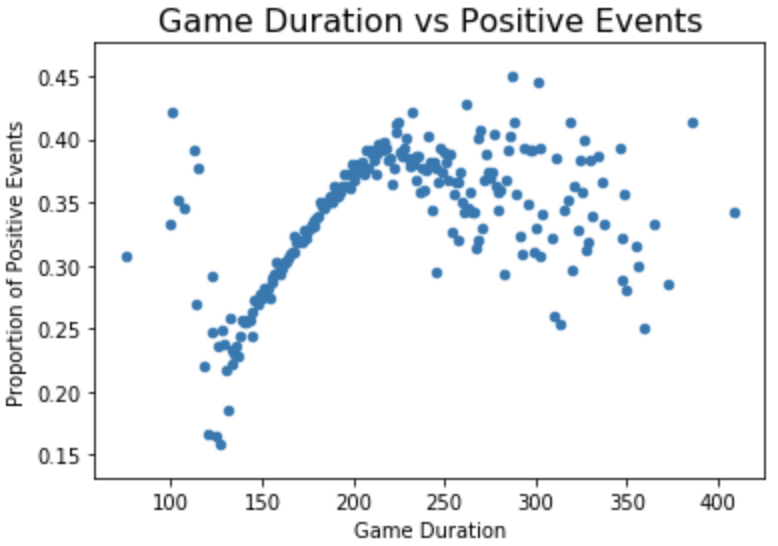 Game Duration vs Positive Events
0.45
0.40
0.35
0.30
0.25
0.20
0.15
Proportion of Positive Events
100 150 200 250 300 350 400
Game Duration